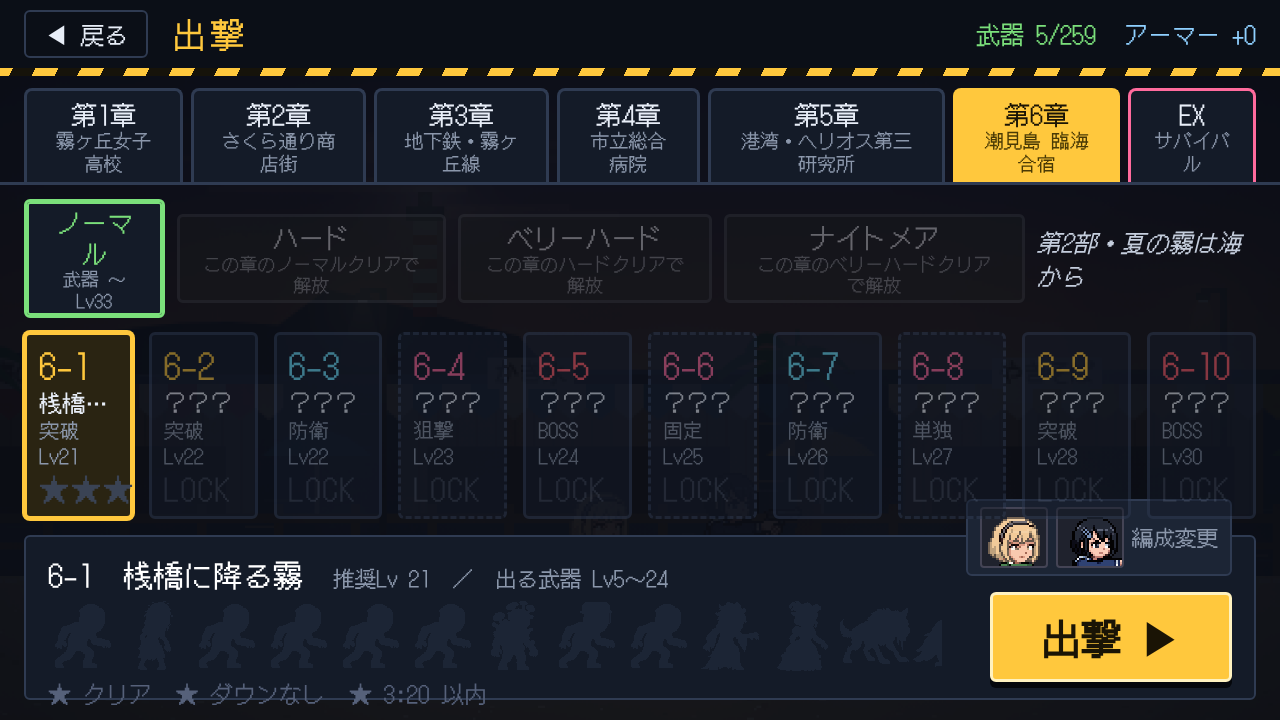 ◀ 戻る
出撃
武器 5/259
アーマー +0
第1章
霧ヶ丘女子
高校
第2章
さくら通り商
店街
第3章
地下鉄・霧ヶ
丘線
第4章
市立総合
病院
第5章
港湾・ヘリオス第三
研究所
第6章
潮見島 臨海
合宿
EX
サバイバ
ル
ノーマ
ル
武器 〜
Lv33
ハード
この章のノーマルクリアで
解放
ベリーハード
この章のハードクリアで
解放
ナイトメア
この章のベリーハードクリア
で解放
第2部・夏の霧は海
から
6-1
桟橋…
突破
Lv21
★★★
6-2
???
突破
Lv22
LOCK
6-3
???
防衛
Lv22
LOCK
6-4
???
狙撃
Lv23
LOCK
6-5
???
BOSS
Lv24
LOCK
6-6
???
固定
Lv25
LOCK
6-7
???
防衛
Lv26
LOCK
6-8
???
単独
Lv27
LOCK
6-9
???
突破
Lv28
LOCK
6-10
???
BOSS
Lv30
LOCK
編成変更
6-1 桟橋に降る霧 推奨Lv 21 / 出る武器 Lv5〜24
出撃 ▶
★ クリア ★ ダウンなし ★ 3:20 以内